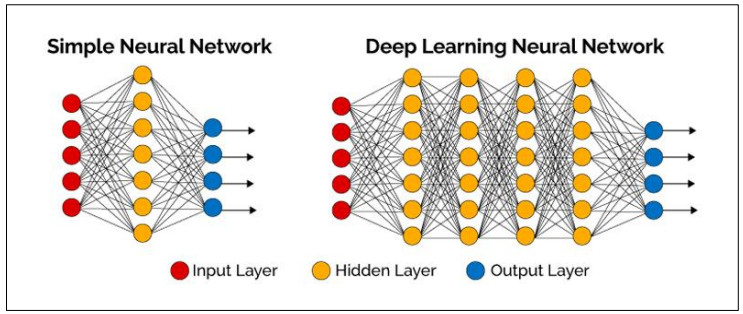 Simple Neural Network
Deep Learning Neural Network
Input Layer
Hidden Layer
Output Layer